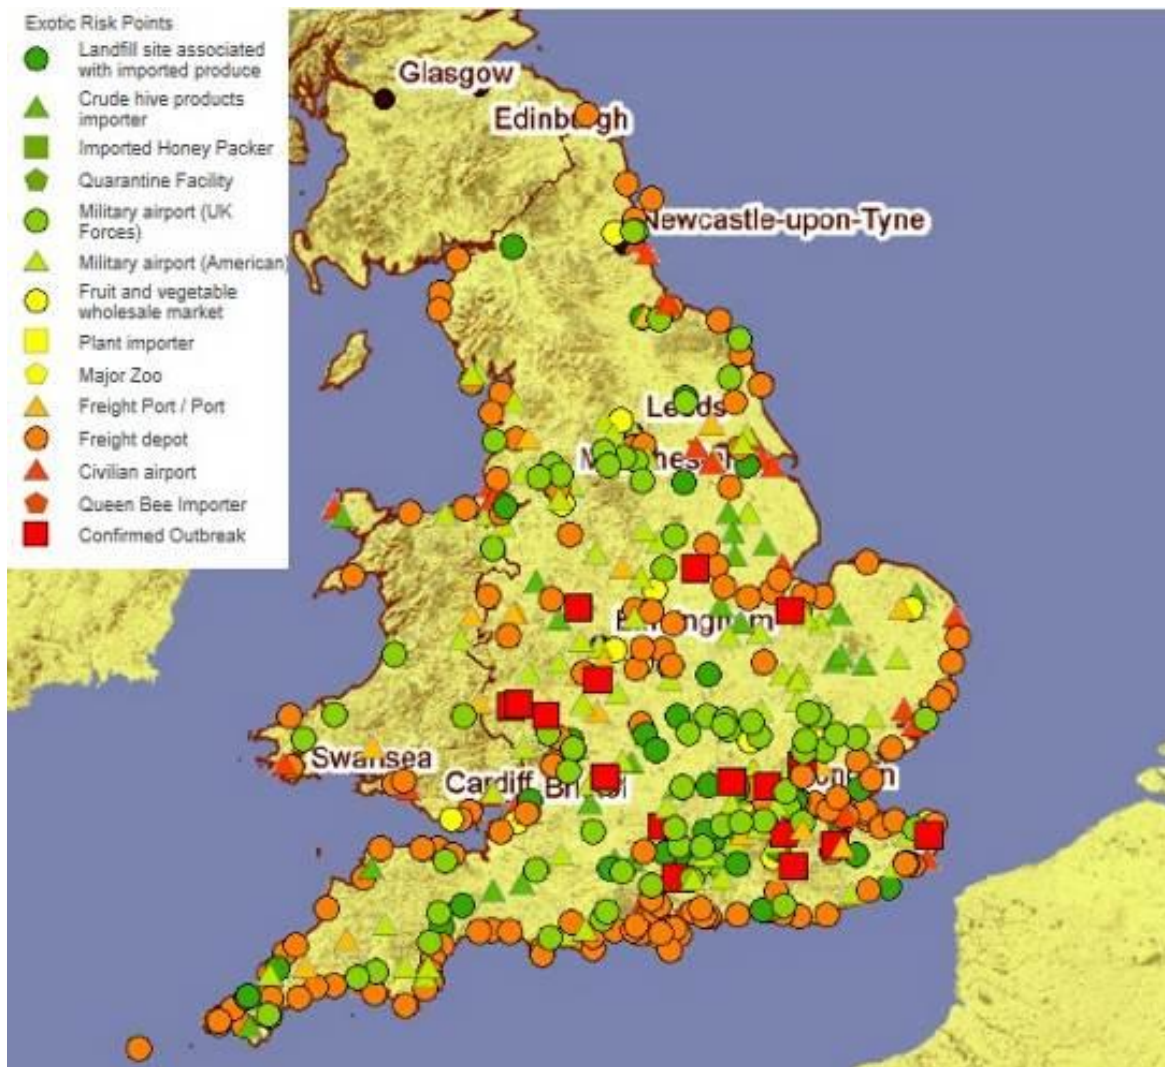 Exotic Risk Points
Landfill site associated
with imported produce
Crude hive products
importer
Imported Honey Packer
Quarantine Facility
Military airport (UK
Forces)
Military airport (American)
Fruit and vegetable
wholesale market
Plant importer
Major Zoo
Freight Port / Port
Freight depot
Civilian airport
Queen Bee Importer
Confirmed Outbreak
Glasgow
Edinburgh
Newcastle-upon-Tyne
Leeds
Swansea
Cardiff